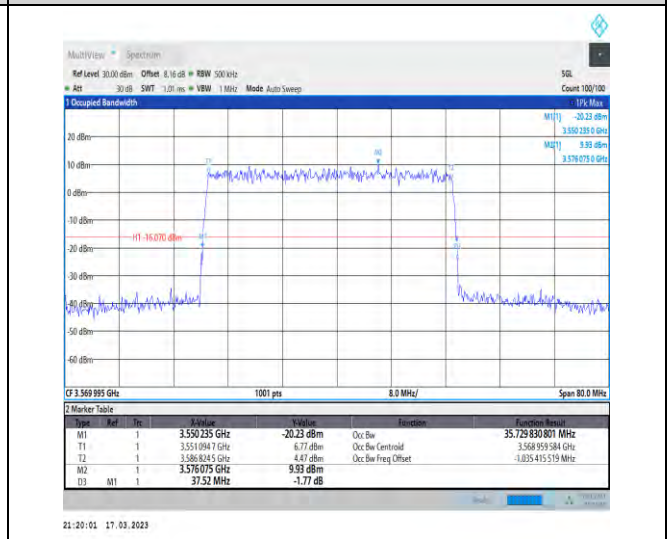 MultiView Spectrum
Ref Level 30.00 dBm Offset 8.16 dB RBW 500 kHz SGL
Att 30 dB SWT 1.01 ms VBW 1 MHz Mode Auto Sweep Count 100/100
1 Occupied Bandwidth 1Pk Max
M1[1] -20.23 dBm
3.550 235 0 GHz
9.93 dBm
3.576 075 0 GHz
20 dBm
M2
10 dBm
0 dBm
-10 dBm
H1 -16.070 dBm
M1
-20 dBm
-30 dBm
-40 dBm
-50 dBm
-60 dBm
CF 3.569 995 GHz 1001 pts 8.0 MHz/ Span 80.0 MHz
2 Marker Table
Type Ref Trc X-Value Y-Value Function Function Result
M1 1 3.550 235 GHz -20.23 dBm Occ Bw 35.729 830 801 MHz
T1 1 3.551 094 7 GHz 6.77 dBm Occ Bw Centroid 3.568 959 584 GHz
T2 1 3.586 824 5 GHz 4.47 dBm Occ Bw Freq Offset -1.035 415 519 MHz
M2 1 3.576 075 GHz 9.93 dBm
D3 M1 1 37.52 MHz -1.77 dB
21:20:01 17.03.2023